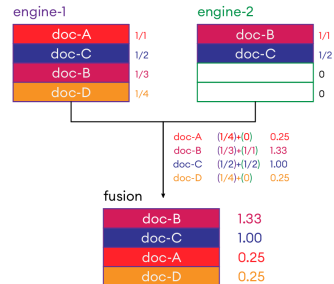 engine-1 engine-2
doc-A 1/1 doc-B 1/1
doc-C 1/2 doc-C 1/2
doc-B 1/3 0
doc-D 1/4 0
doc-A (1/4)+(0) 0.25
doc-B (1/3)+(1/1) 1.33
doc-C (1/2)+(1/2) 1.00
doc-D (1/4)+(0) 0.25
fusion
doc-B 1.33
doc-C 1.00
doc-A 0.25
doc-D 0.25